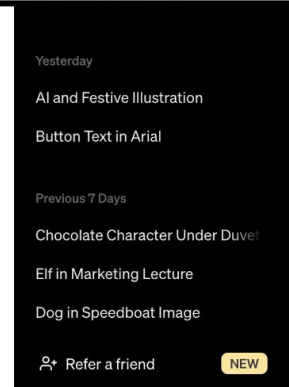 Yesterday
AI and Festive Illustration
Button Text in Arial
Previous 7 Days
Chocolate Character Under Duvet
Elf in Marketing Lecture
Dog in Speedboat Image
Refer a friend NEW